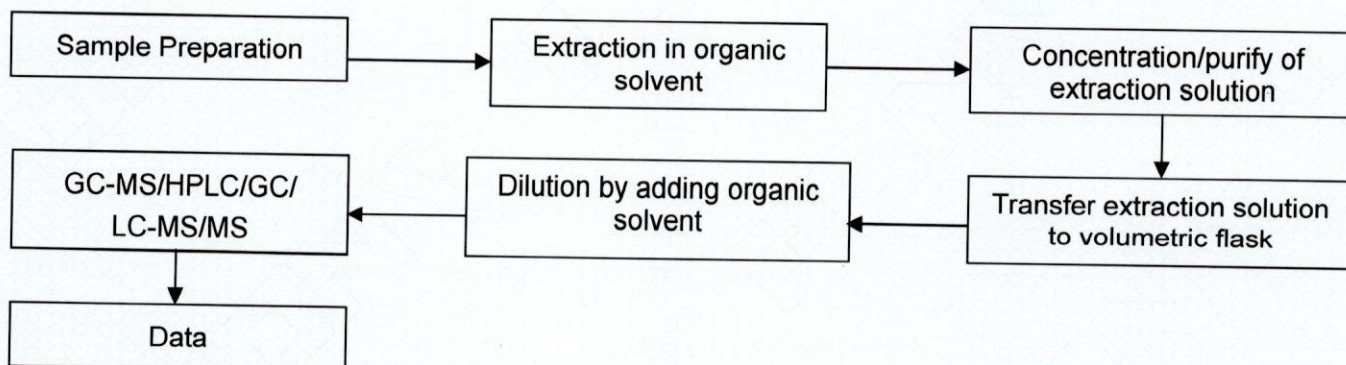 Sample Preparation
Extraction in organic
solvent
Concentration/purify of
extraction solution
Transfer extraction solution
to volumetric flask
Dilution by adding organic
solvent
GC-MS/HPLC/GC/
LC-MS/MS
Data